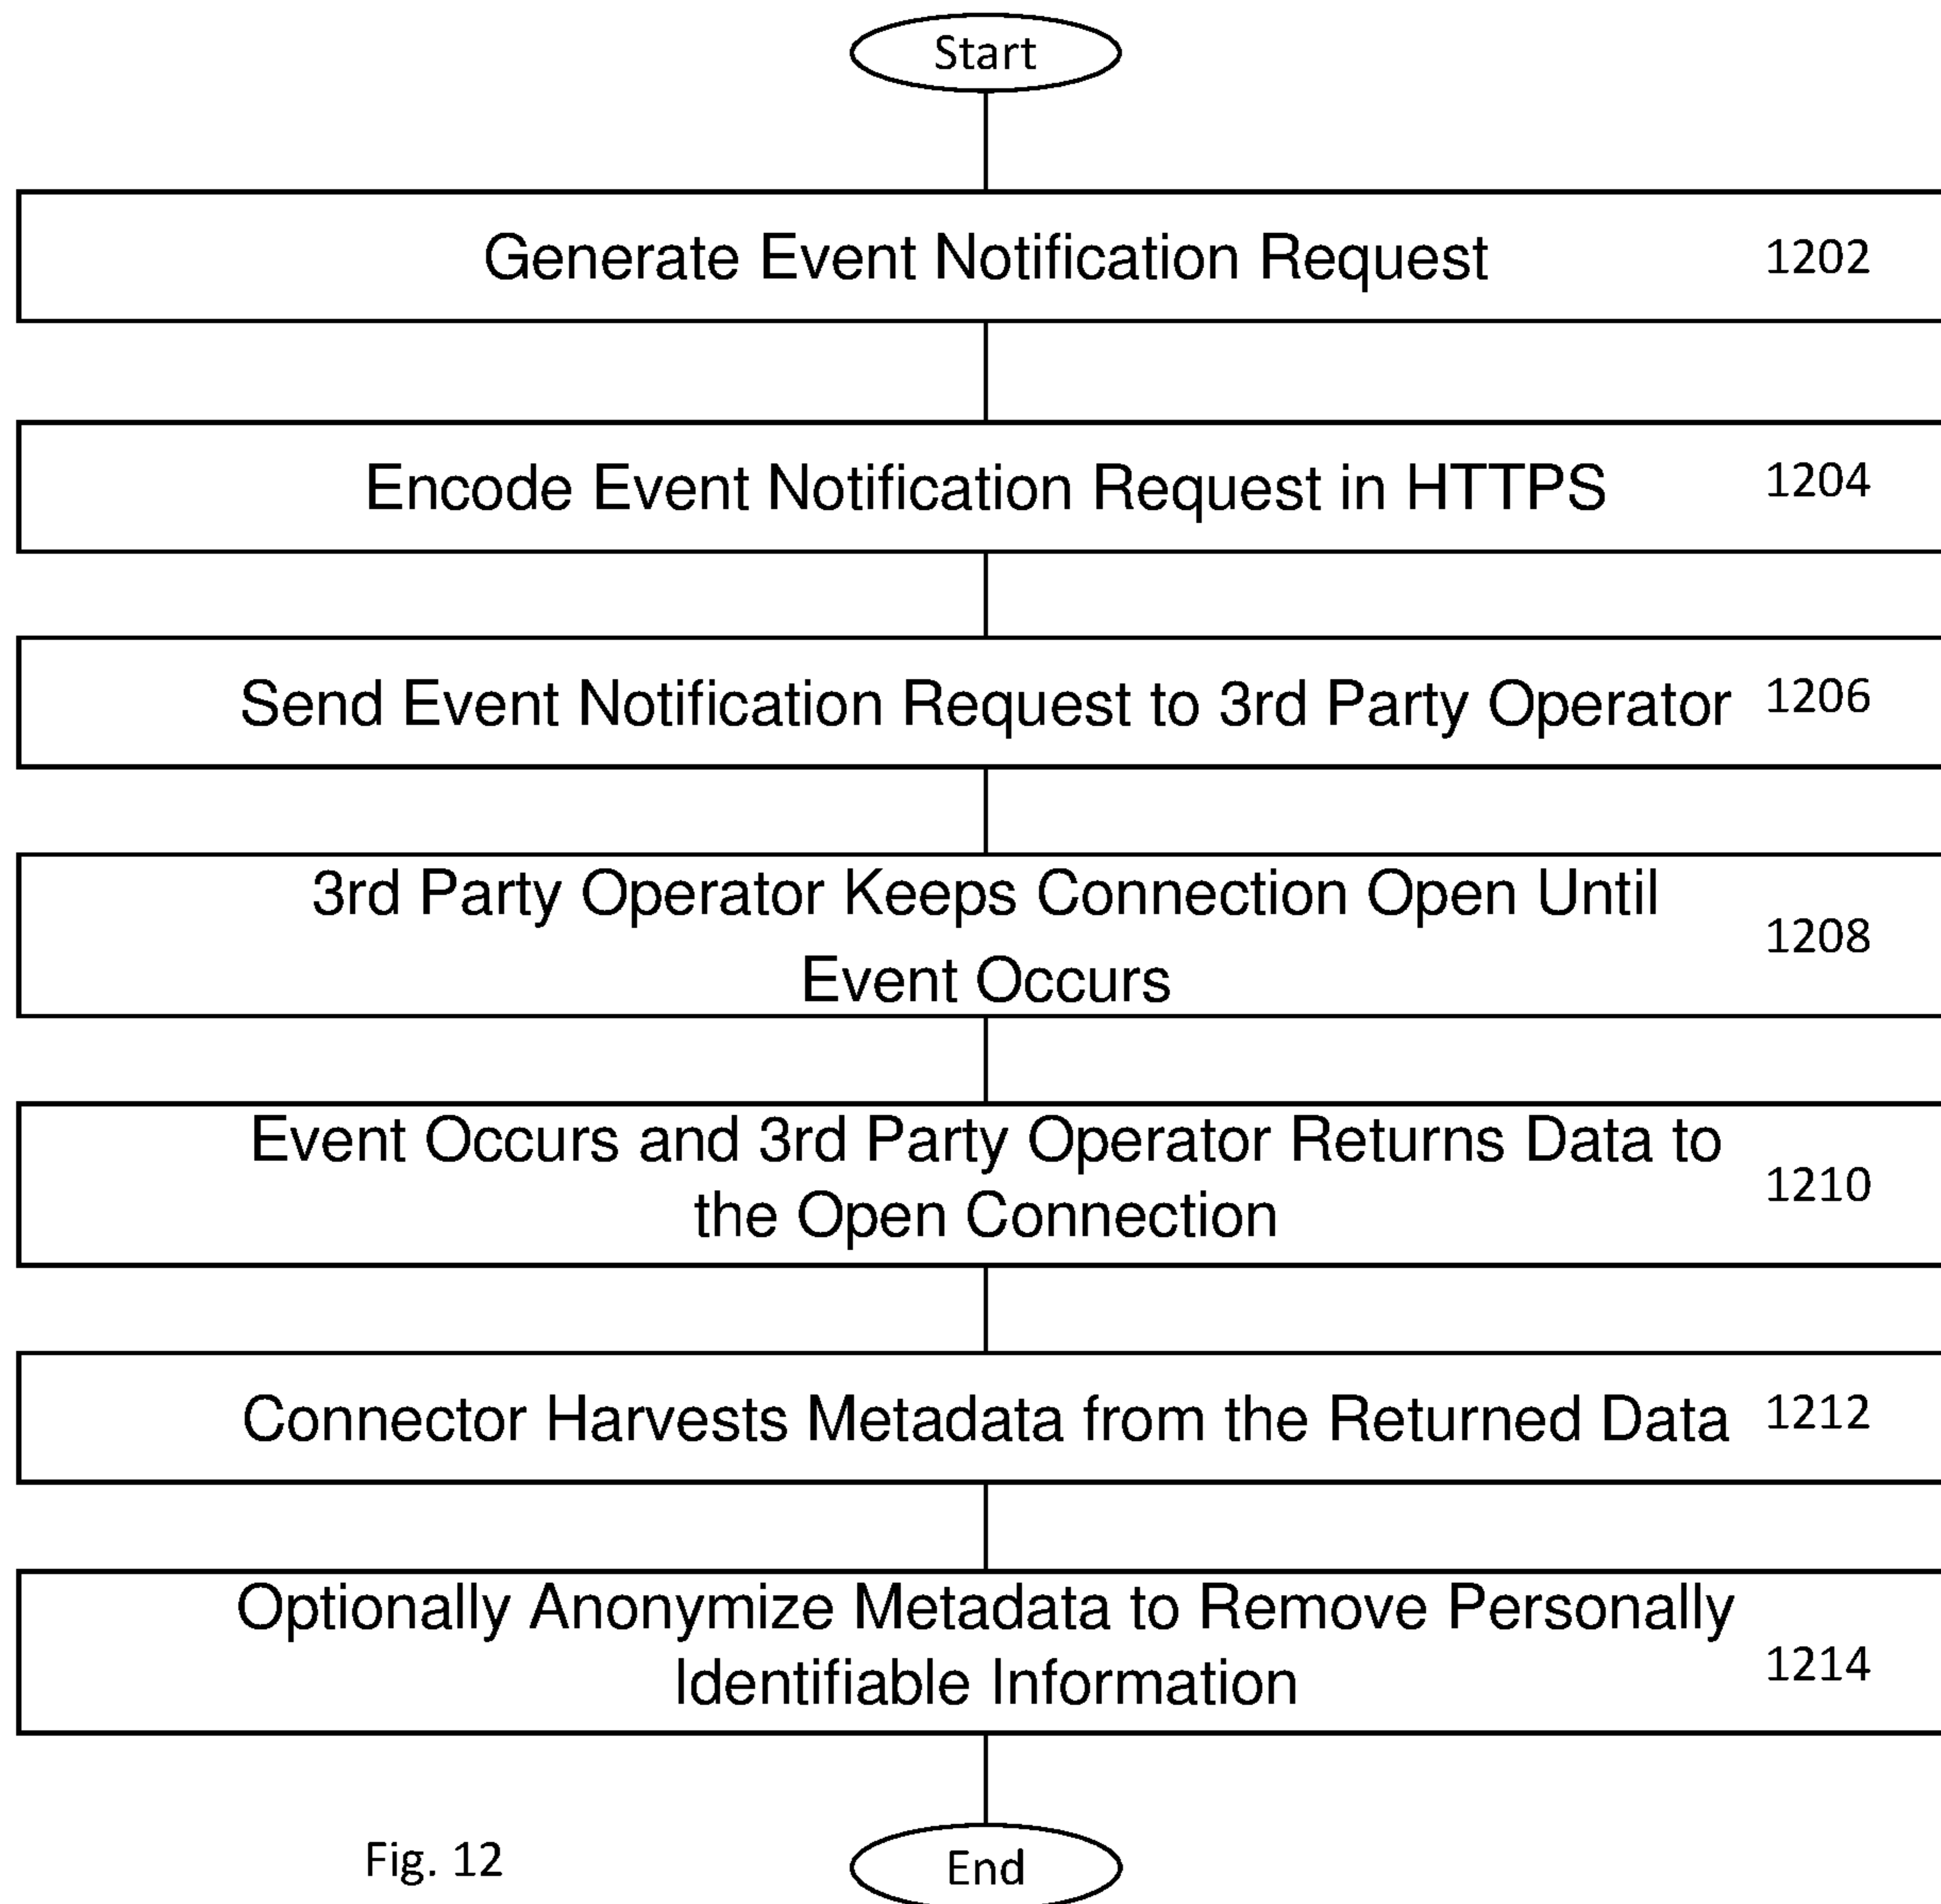 Start
Generate Event Notification Request 1202
Encode Event Notification Request in HTTPS 1204
Send Event Notification Request to 3rd Party Operator 1206
3rd Party Operator Keeps Connection Open Until
Event Occurs
1208
Event Occurs and 3rd Party Operator Returns Data to
the Open Connection
1210
Connector Harvests Metadata from the Returned Data 1212
Optionally Anonymize Metadata to Remove Personally
Identifiable Information
1214
Fig. 12
End